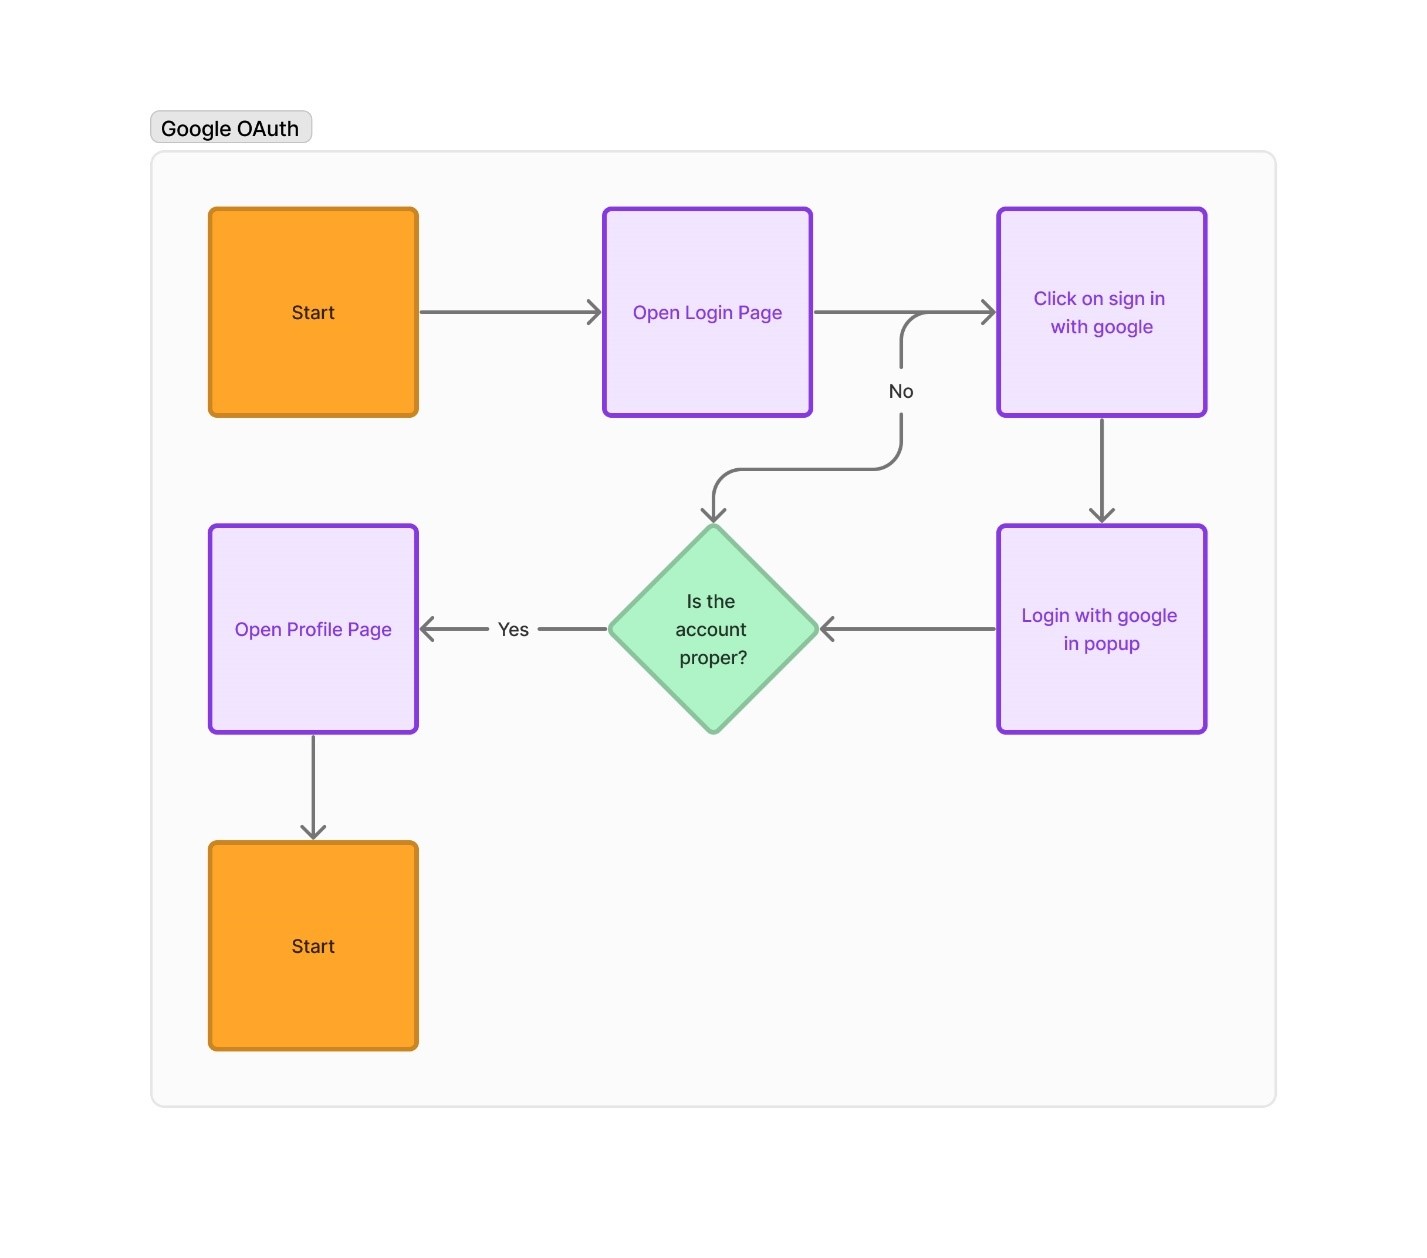 Google OAuth
Start
Open Login Page
Click on sign in
with google
No
Open Profile Page
Yes
Is the
account
proper?
Login with google
in popup
Start